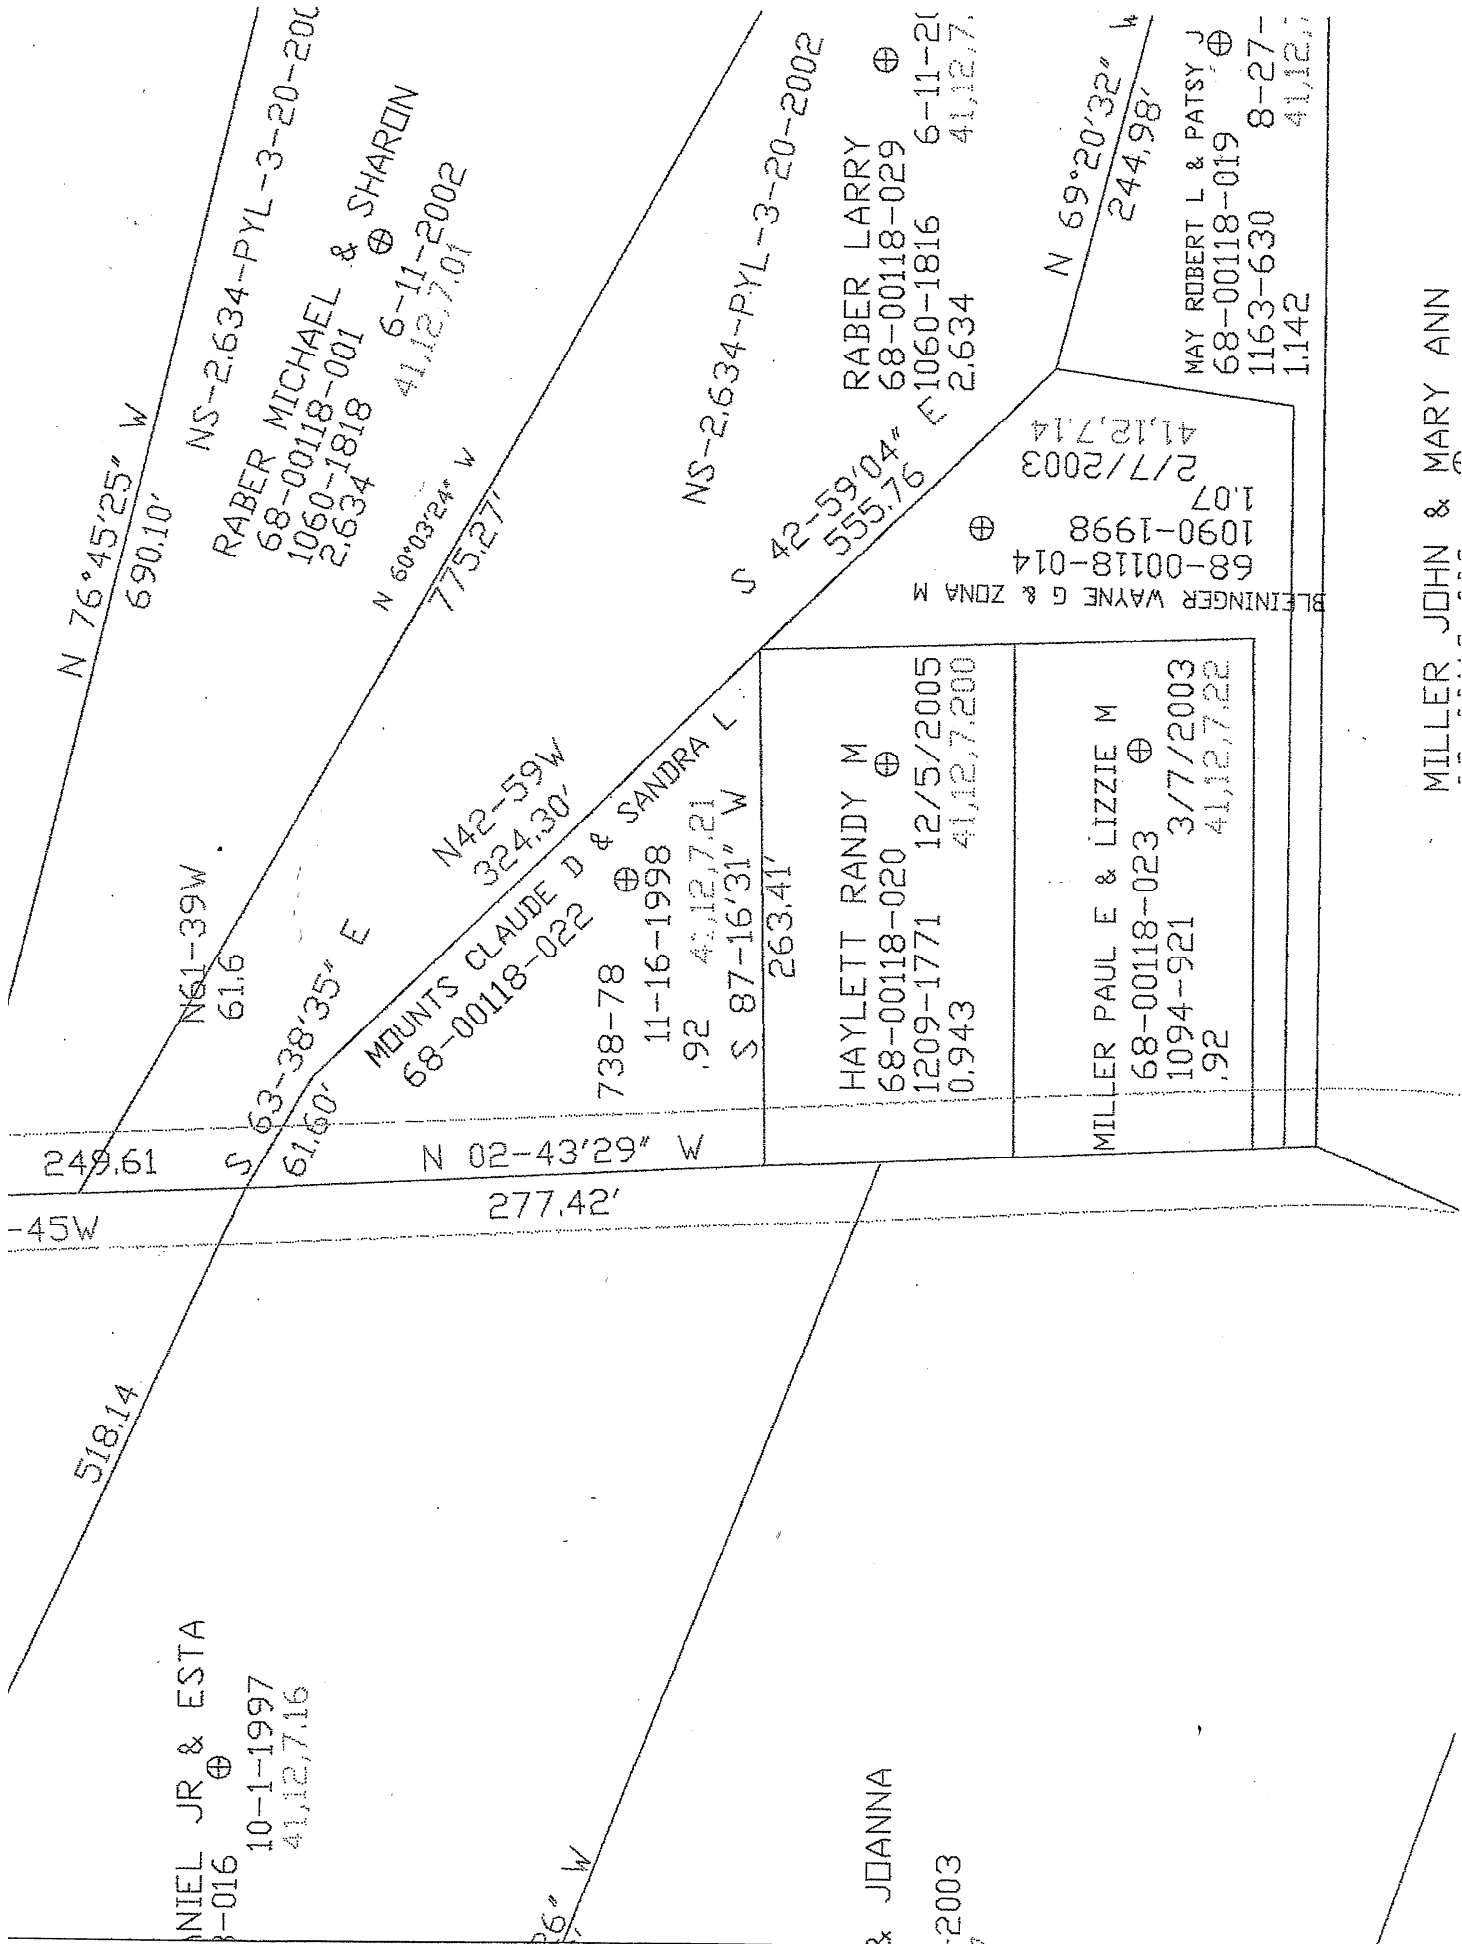 N 76°45'25" W
690.10'
NS-2.634-PYL-3-20-200
RABER MICHAEL & SHARON
68-00118-001
1060-1818 6-11-2002
2.634 41,12,7.01
N 60°03'24" W
775.27'
NS-2.634-PYL-3-20-2002
RABER LARRY
68-00118-029
1060-1816 6-11-20
2.634 41,12,7.
N 69°20'32" W
244.98'
MAY ROBERT L & PATSY J
68-00118-019
1163-630 8-27-
1.142 41,12,7
S 42-59'04" E
555.76
BLEININGER WAYNE G & ZONA M
68-00118-014
1090-1998
1.07
2/7/2003
41,12,7.14
MILLER JOHN & MARY ANN
N61-39W
61.6
N42-59W
324.30'
S 63-38'35" E
61.60'
MOUNTS CLAUDE D & SANDRA L
68-00118-022
738-78
11-16-1998
.92 41,12,7.21
S 87-16'31" W
263.41'
HAYLETT RANDY M
68-00118-020
1209-1771 12/5/2005
0.943 41,12,7.200
MILLER PAUL E & LIZZIE M
68-00118-023
1094-921 3/7/2003
.92 41,12,7.22
249.61
N 02-43'29" W
277.42'
-45W
518.14
NIEL JR & ESTA
-016
10-1-1997
41,12,7.16
6" W
& JOANNA
-2003